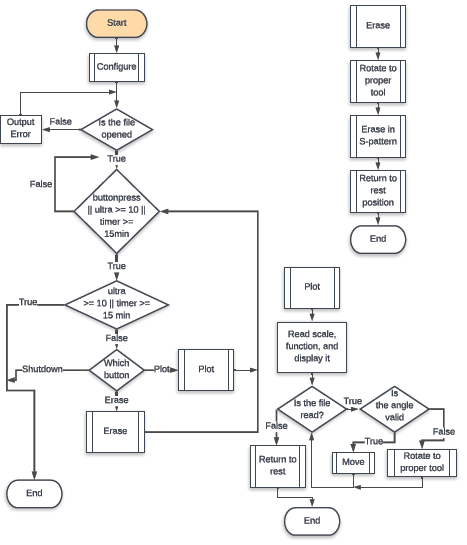 Start
Configure
Is the file
opened
False
Output
Error
True
False
buttonpress
|| ultra >= 10 ||
timer >=
15min
True
ultra
>= 10 || timer >=
15 min
True
False
Which
button
Shutdown
Plot
Plot
Erase
Erase
End
Erase
Rotate to
proper
tool
Erase in
S-pattern
Return to
rest
position
End
Plot
Read scale,
function, and
display it
Is the file
read?
True
Is
the angle
valid
False
False
True
Return to
rest
Move
Rotate to
proper tool
End